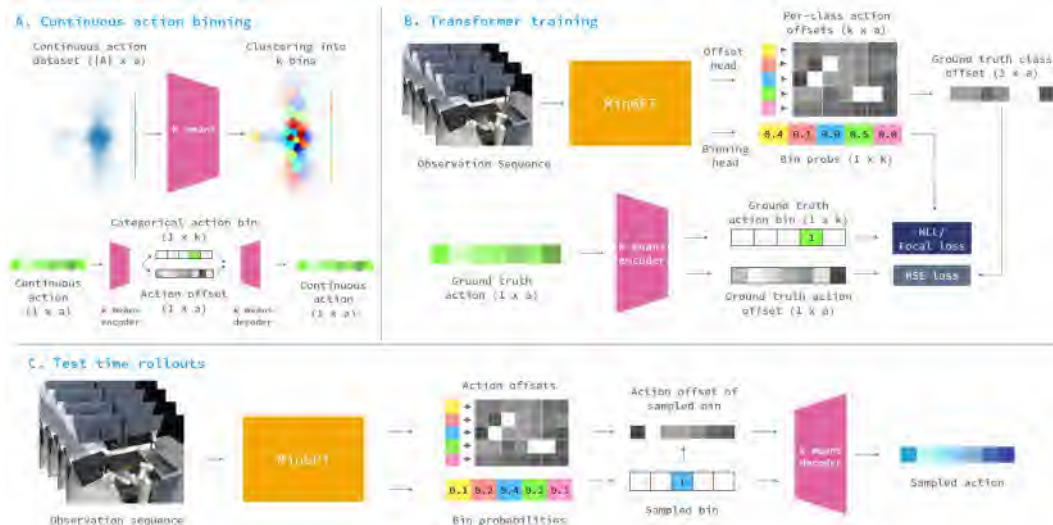 A. Continuous action binning
Continuous action
dataset (|A| x a)
Clustering into
k bins
k means
Categorical action bin
(1 x k)
Continuous action
(1 x a)
k means
encoder
Action offset
(1 x a)
k means
decoder
Continuous action
(1 x a)
B. Transformer training
Observation Sequence
MinGPT
Offset
head
Binning
head
Per-class action
offsets (k x a)
0.4 0.1 0.0 0.5 0.0
Bin probs (1 x k)
Ground truth class
offset (1 x a)
Ground truth
action (1 x a)
k means
encoder
Ground truth
action bin (1 x k)
1
Ground truth action
offset (1 x a)
NLL/
Focal loss
MSE loss
C. Test time rollouts
Observation sequence
MinGPT
Action offsets
0.1 0.2 0.4 0.2 0.1
Bin probabilities
Action offset of
sampled bin
1
Sampled bin
k means
decoder
Sampled action